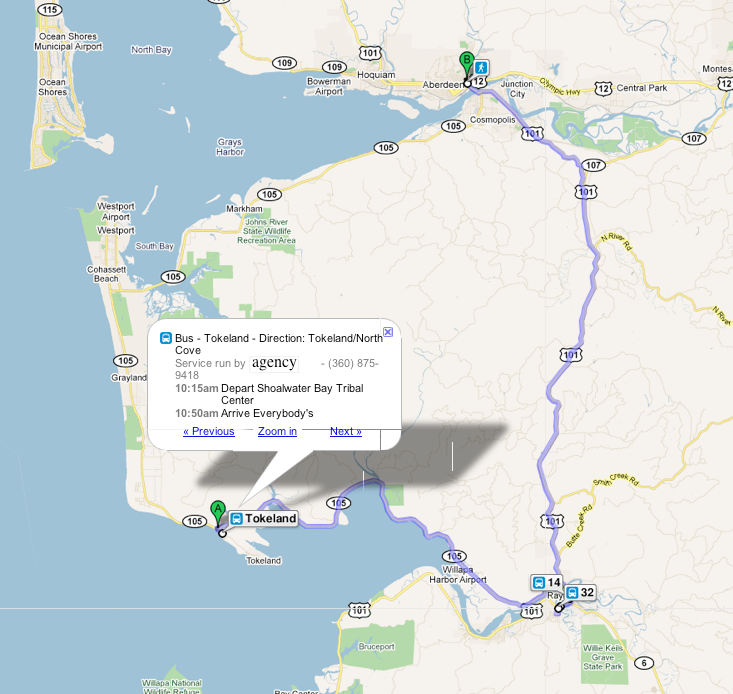 115
Ocean Shores
Municipal Airport
North Bay
Ocean
Shores
109
109
101
Hoquiam
Bowerman
Airport
B
Aberdeen
12
Junction
City
Olympic Hwy
12
Central Park
Montes
12
105
Cosmopolis
101
107
107
105
Grays
Harbor
101
105
Markham
Johns River
State Wildlife
Recreation Area
Westport
Airport
Westport
South Bay
N River Rd
N River
105
Cohassett
Beach
101
105
Grayland
Bus - Tokeland - Direction: Tokeland/North
Cove
Service run by agency - (360) 875-
9418
10:15am Depart Shoalwater Bay Tribal
Center
10:50am Arrive Everybody's
« Previous Zoom in Next »
Smith Creek Rd
Butte Creek Rd
105
A
105
Tokeland
Tokeland
101
105
Willapa
Harbor Airport
14
32
Ray
101
101
Bruceport
Willie Keils
Grave
State Park
6
Willapa National
Wildlife Refuge
Bay Center